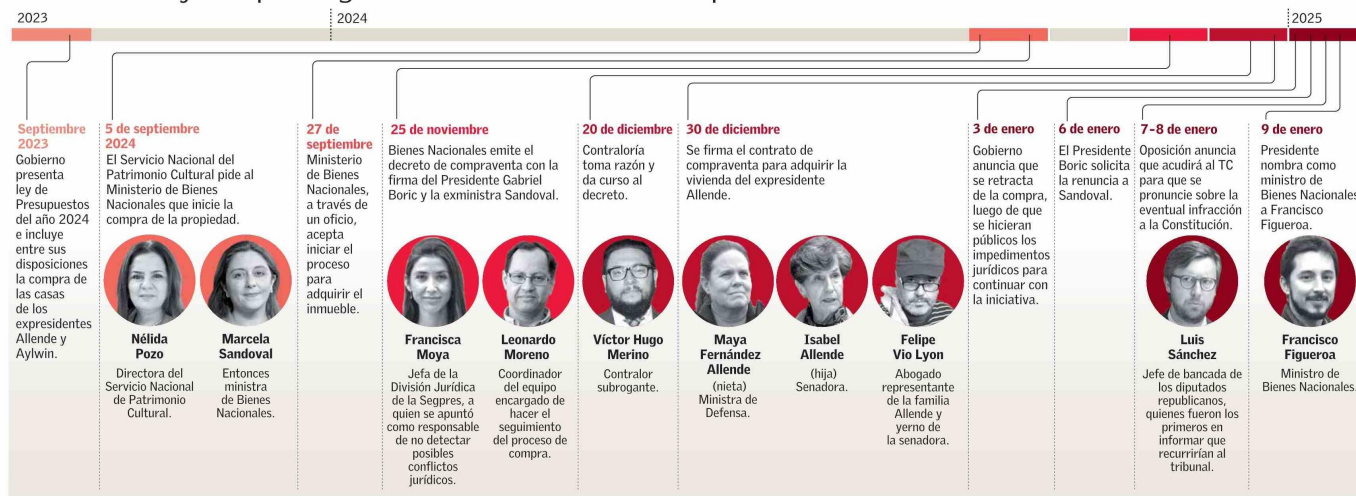 2023
2024
2025
Septiembre
2023
Gobierno
presenta
ley de
Presupuestos
del año 2024
e incluye
entre sus
disposiciones
la compra de
las casas
de los
expresidentes
Allende y
Aylwin.
5 de septiembre
2024
El Servicio Nacional del
Patrimonio Cultural pide al
Ministerio de Bienes
Nacionales que inicie la
compra de la propiedad.
Nélida
Pozo
Directora del
Servicio Nacional
de Patrimonio
Cultural.
Marcela
Sandoval
Entonces
ministra
de Bienes
Nacionales.
27 de
septiembre
Ministerio
de Bienes
Nacionales,
a través de
un oficio,
acepta
iniciar el
proceso
para
adquirir el
inmueble.
25 de noviembre
Bienes Nacionales emite el
decreto de compraventa con la
firma del Presidente Gabriel
Boric y la exministra Sandoval.
Francisca
Moya
Jefa de la
División Jurídica
de la Segpres, a
quien se apuntó
como responsable
de no detectar
posibles
conflictos
jurídicos.
Leonardo
Moreno
Coordinador
del equipo
encargado de
hacer el
seguimiento
del proceso de
compra.
20 de diciembre
Contraloría
toma razón y
da curso al
decreto.
Víctor Hugo
Merino
Contralor
subrogante.
30 de diciembre
Se firma el contrato de
compraventa para adquirir la
vivienda del expresidente
Allende.
Maya
Fernández
Allende
(nieta)
Ministra de
Defensa.
Isabel
Allende
(hija)
Senadora.
Felipe
Vio Lyon
Abogado
representante
de la familia
Allende y
yerno de
la senadora.
3 de enero
Gobierno
anuncia que
se retracta
de la compra,
luego de que
se hicieran
públicos los
impedimentos
jurídicos para
continuar con
la iniciativa.
6 de enero
El Presidente
Boric solicita
la renuncia a
Sandoval.
7-8 de enero
Oposición anuncia
que acudirá al TC
para que se
pronuncie sobre la
eventual infracción
a la Constitución.
Luis
Sánchez
Jefe de bancada de
los diputados
republicanos,
quienes fueron los
primeros en
informar que
recurrirían al
tribunal.
9 de enero
Presidente
nombra como
ministro de
Bienes Nacionales
a Francisco
Figueroa.
Francisco
Figueroa
Ministro de
Bienes Nacionales.